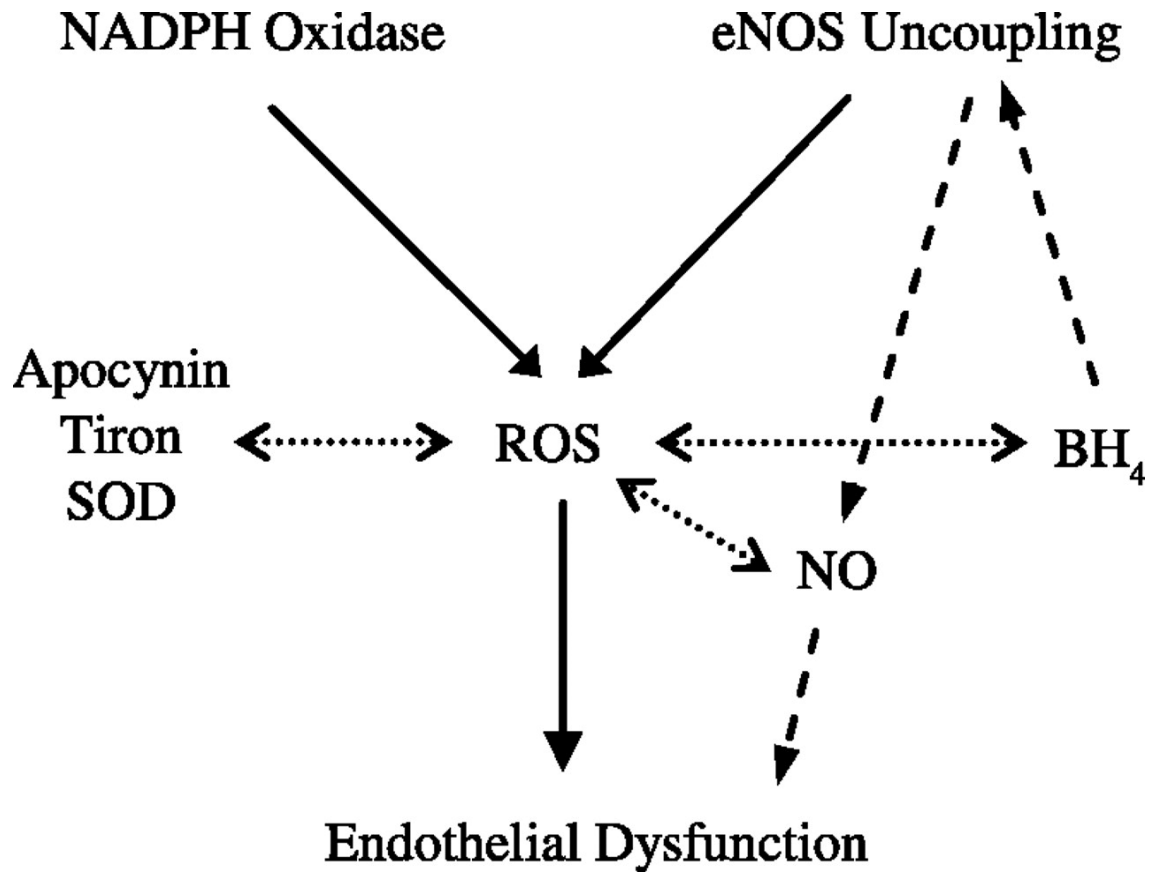 NADPH Oxidase
eNOS Uncoupling
Apocynin
Tiron
SOD
ROS
BH₄
NO
Endothelial Dysfunction